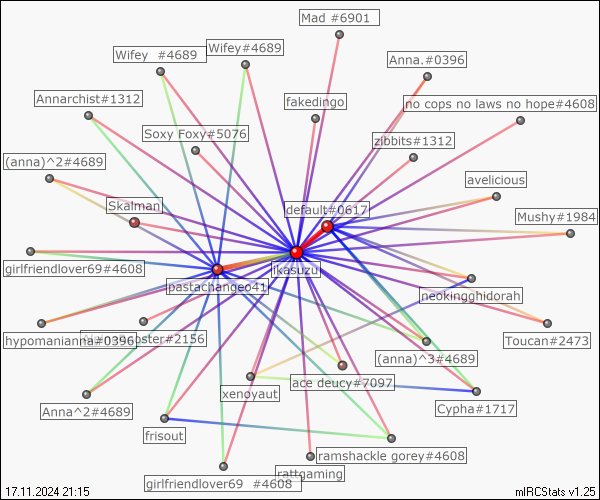 Mad #6901
Wifey  #4689
Wifey#4689
Anna.#0396
Annarchist#1312
fakedingo
no cops no laws no hope#4608
Soxy Foxy#5076
zibbits#1312
(anna)^2#4689
avelicious
Skalman
default#0617
Mushy#1984
girlfriendlover69#4608
ikasuzu
pastachangeo41
neokingghidorah
hypomanianna#0396
oster#2156
Toucan#2473
(anna)^3#4689
ace deucy#7097
xenoyaut
Anna^2#4689
Cypha#1717
frisout
ramshackle gorey#4608
rattgaming
girlfriendlover69  #4608
17.11.2024 21:15
mIRCStats v1.25